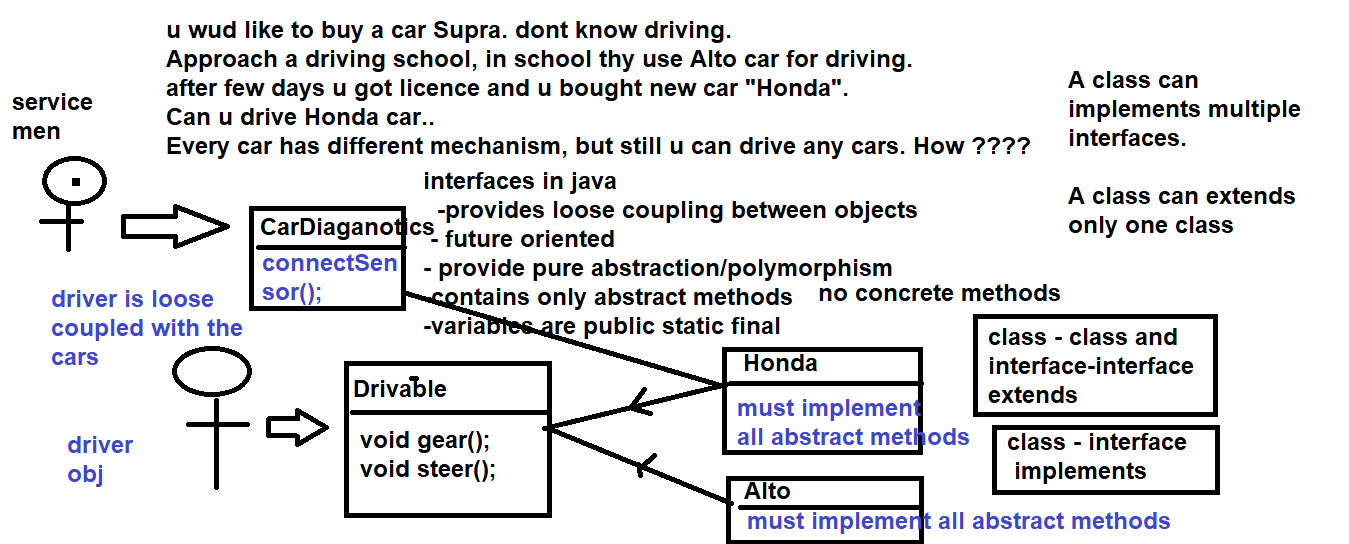 u wud like to buy a car Supra. dont know driving.
Approach a driving school, in school thy use Alto car for driving.
after few days u got licence and u bought new car "Honda".
Can u drive Honda car..
Every car has different mechanism, but still u can drive any cars. How ????
A class can
implements multiple
interfaces.
A class can extends
only one class
service
men
interfaces in java
-provides loose coupling between objects
- future oriented
- provide pure abstraction/polymorphism
-contains only abstract methods
no concrete methods
-variables are public static final
CarDiaganotics
connectSen
sor();
driver is loose
coupled with the
cars
driver
obj
Drivable
void gear();
void steer();
Honda
must implement
all abstract methods
Alto
must implement all abstract methods
class - class and
interface-interface
extends
class - interface
implements